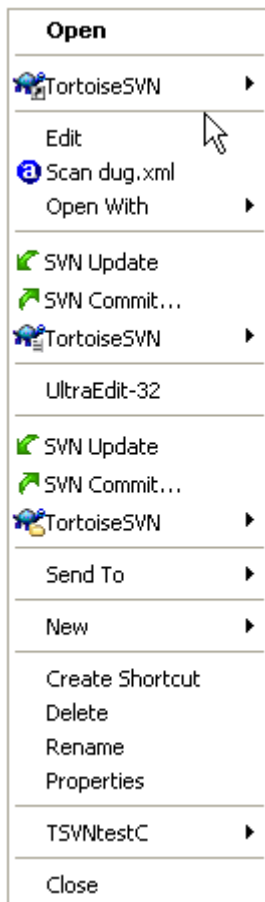 Open
TortoiseSVN
Edit
Scan dug.xml
Open With
SVN Update
SVN Commit...
TortoiseSVN
UltraEdit-32
SVN Update
SVN Commit...
TortoiseSVN
Send To
New
Create Shortcut
Delete
Rename
Properties
TSVNtestC
Close